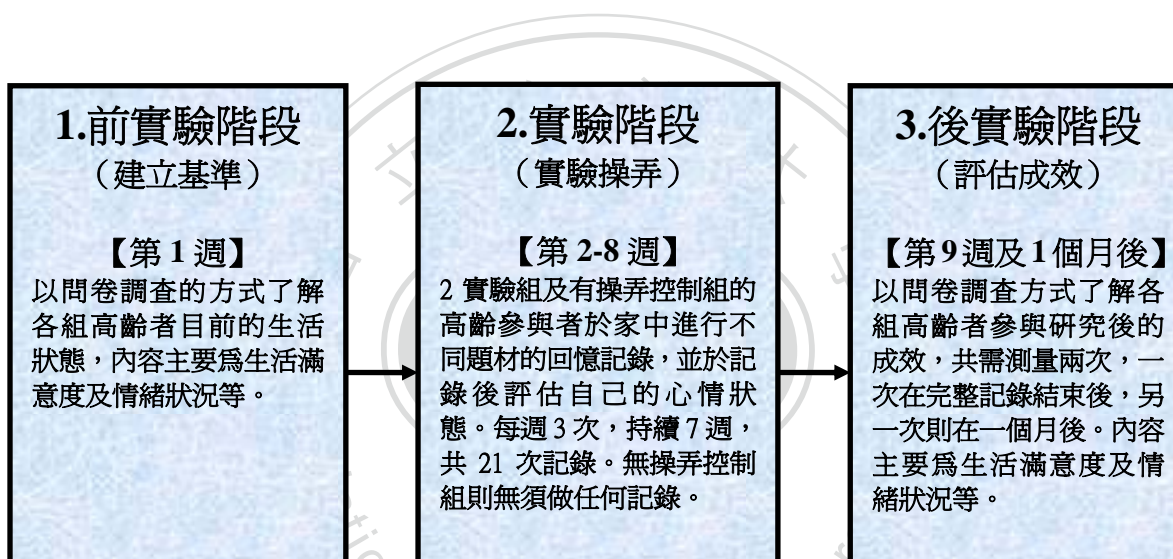 1.前實驗階段
（建立基準）
【第 1 週】
以問卷調查的方式了解
各組高齡者目前的生活
狀態，內容主要為生活滿
意度及情緒狀況等。
2.實驗階段
（實驗操弄）
【第 2-8 週】
2 實驗組及有操弄控制組的
高齡參與者於家中進行不
同題材的回憶記錄，並於記
錄後評估自己的心情狀
態。每週 3 次，持續 7 週，
共 21 次記錄。無操弄控制
組則無須做任何記錄。
3.後實驗階段
（評估成效）
【第 9 週及 1 個月後】
以問卷調查方式了解各
組高齡者參與研究後的
成效，共需測量兩次，一
次在完整記錄結束後，另
一次則在一個月後。內容
主要為生活滿意度及情
緒狀況等。